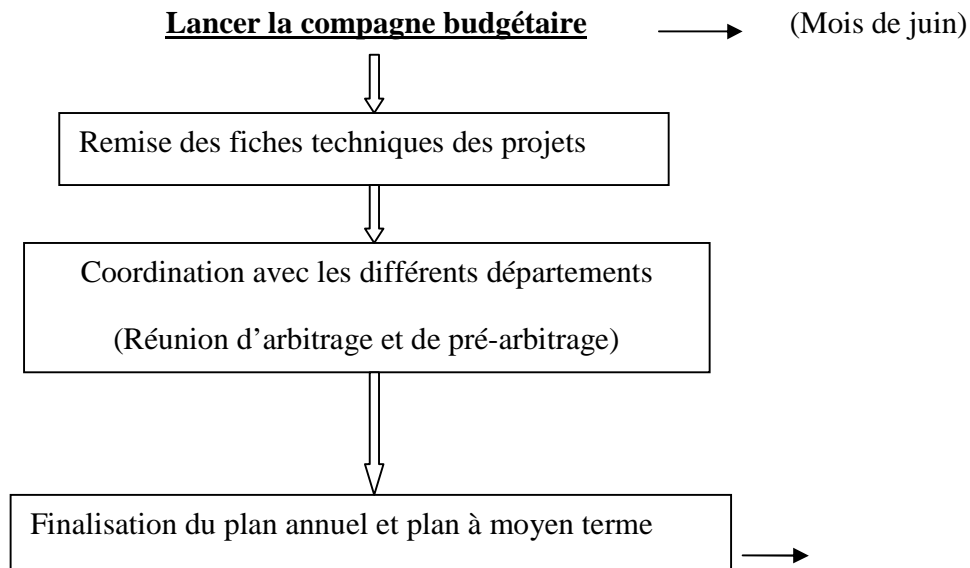 Lancer la compagne budgétaire (Mois de juin)
Remise des fiches techniques des projets
Coordination avec les différents départements
(Réunion d’arbitrage et de pré-arbitrage)
Finalisation du plan annuel et plan à moyen terme